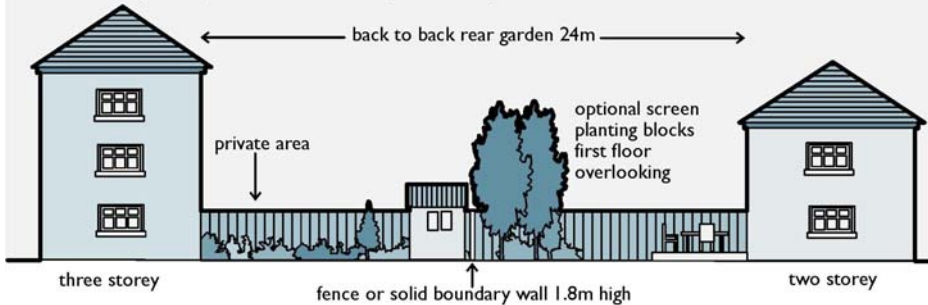 back to back rear garden 24m
optional screen
planting blocks
first floor
overlooking
private area
three storey
two storey
fence or solid boundary wall 1.8m high